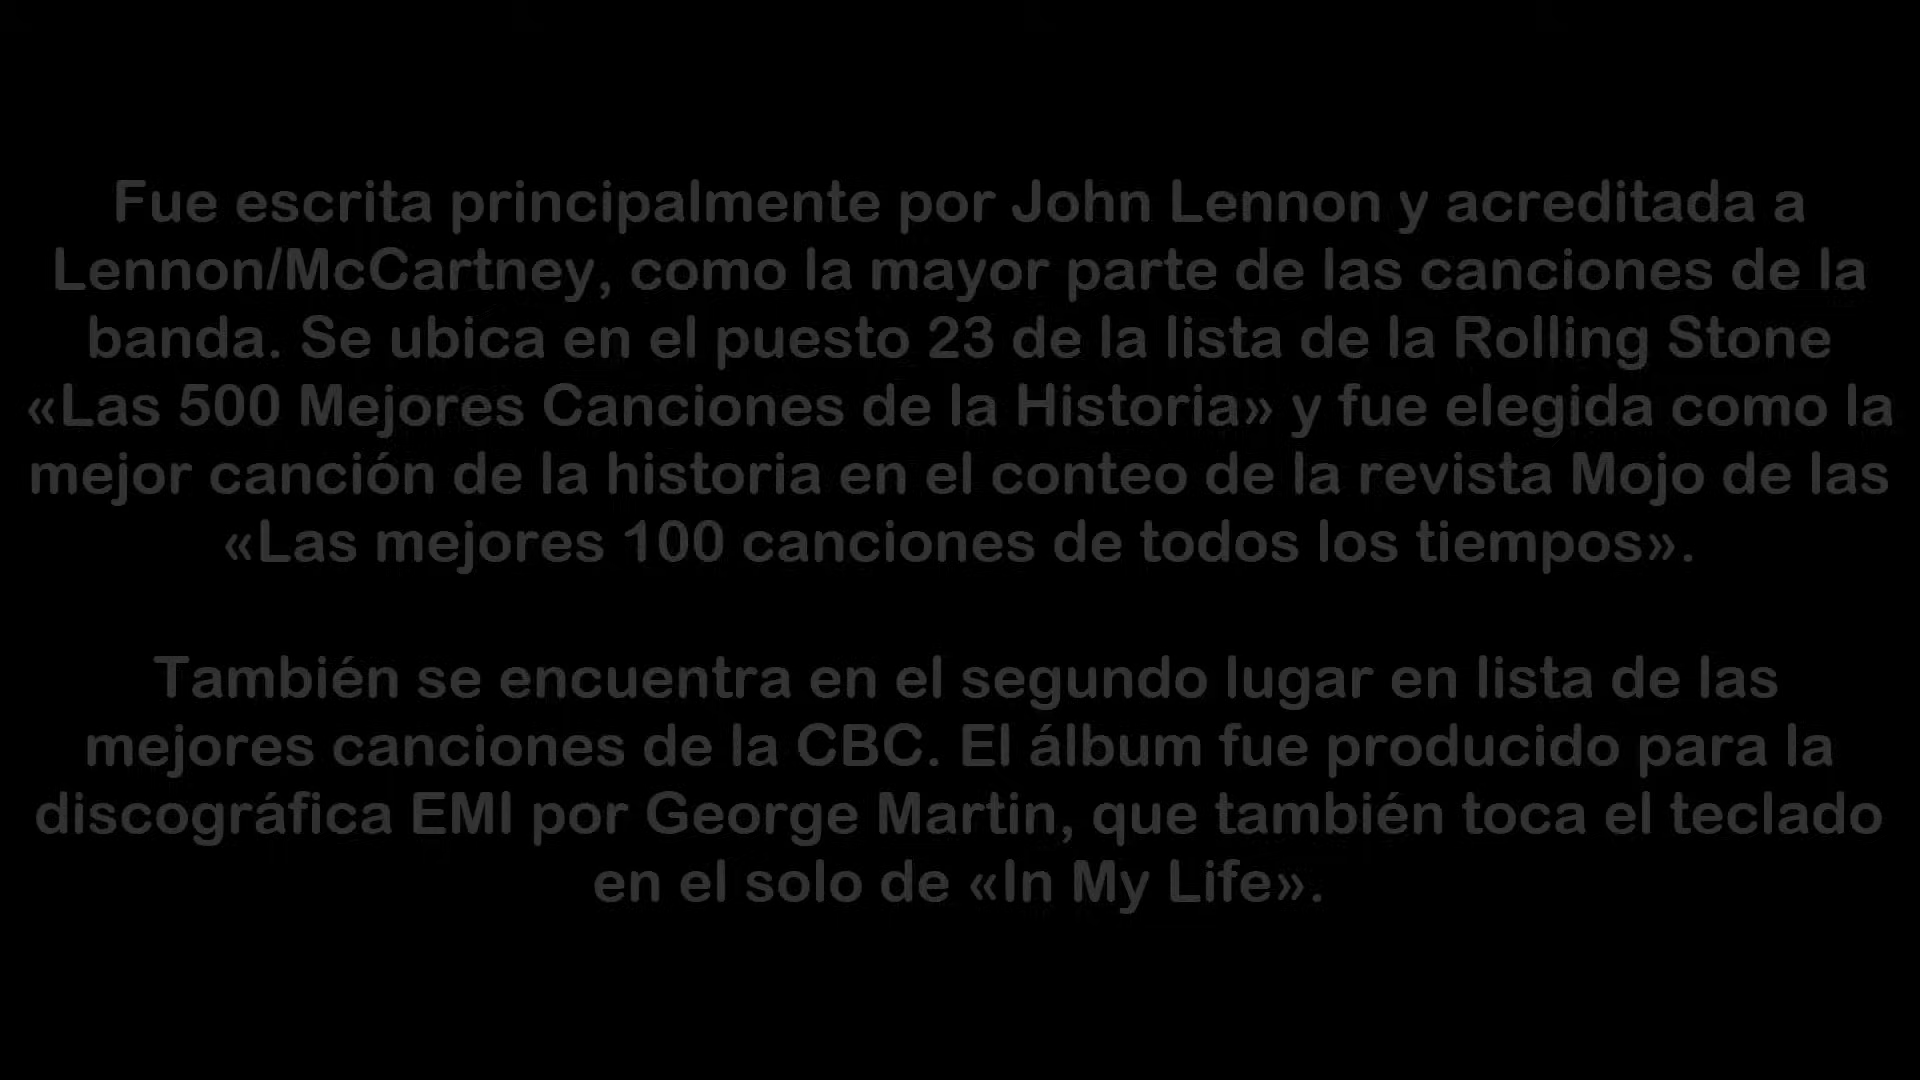 Fue escrita principalmente por John Lennon y acreditada a
Lennon/McCartney, como la mayor parte de las canciones de la
banda. Se ubica en el puesto 23 de la lista de la Rolling Stone
«Las 500 Mejores Canciones de la Historia» y fue elegida como la
mejor canción de la historia en el conteo de la revista Mojo de las
«Las mejores 100 canciones de todos los tiempos».
También se encuentra en el segundo lugar en lista de las
mejores canciones de la CBC. El álbum fue producido para la
discográfica EMI por George Martin, que también toca el teclado
en el solo de «In My Life».